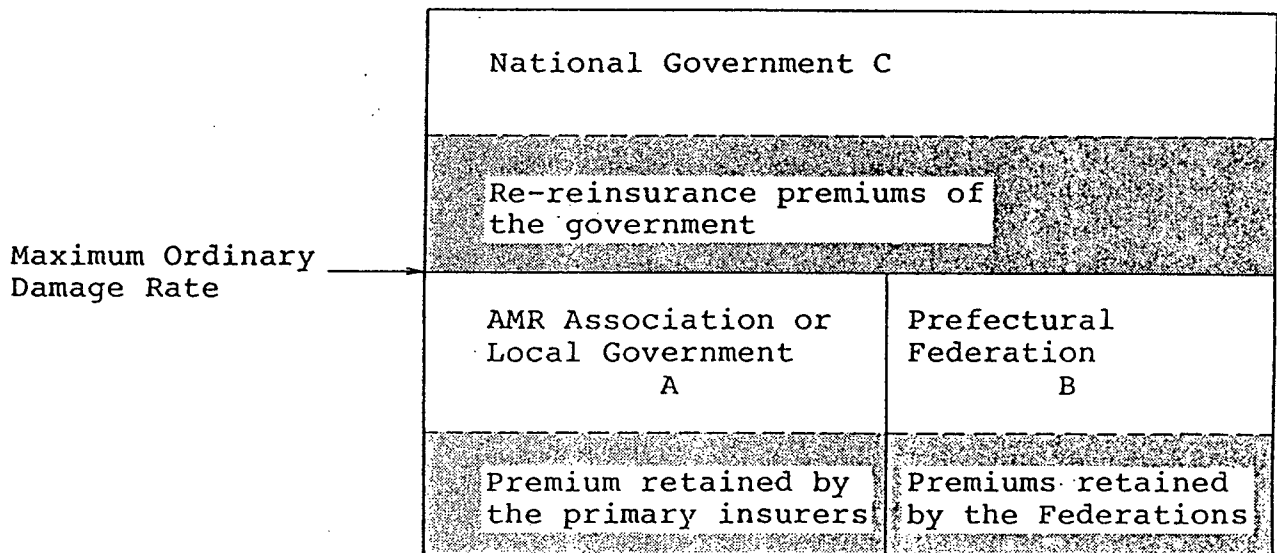 National Government C
Re-reinsurance premiums of
the government
Maximum Ordinary
Damage Rate
AMR Association or
Local Government
A
Prefectural
Federation
B
Premium retained by
the primary insurers
Premiums retained
by the Federations